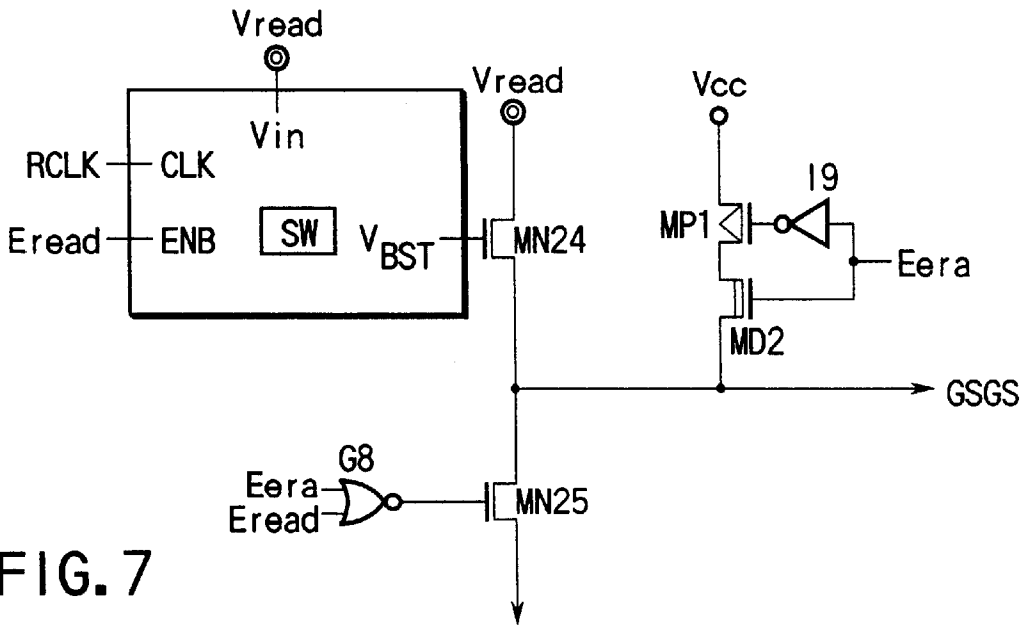 Vread
Vread
Vcc
Vin
RCLK
CLK
I9
MP1
Eread
ENB
SW
VBST
MN24
Eera
MD2
GSGS
G8
Eera
Eread
MN25
FIG. 7